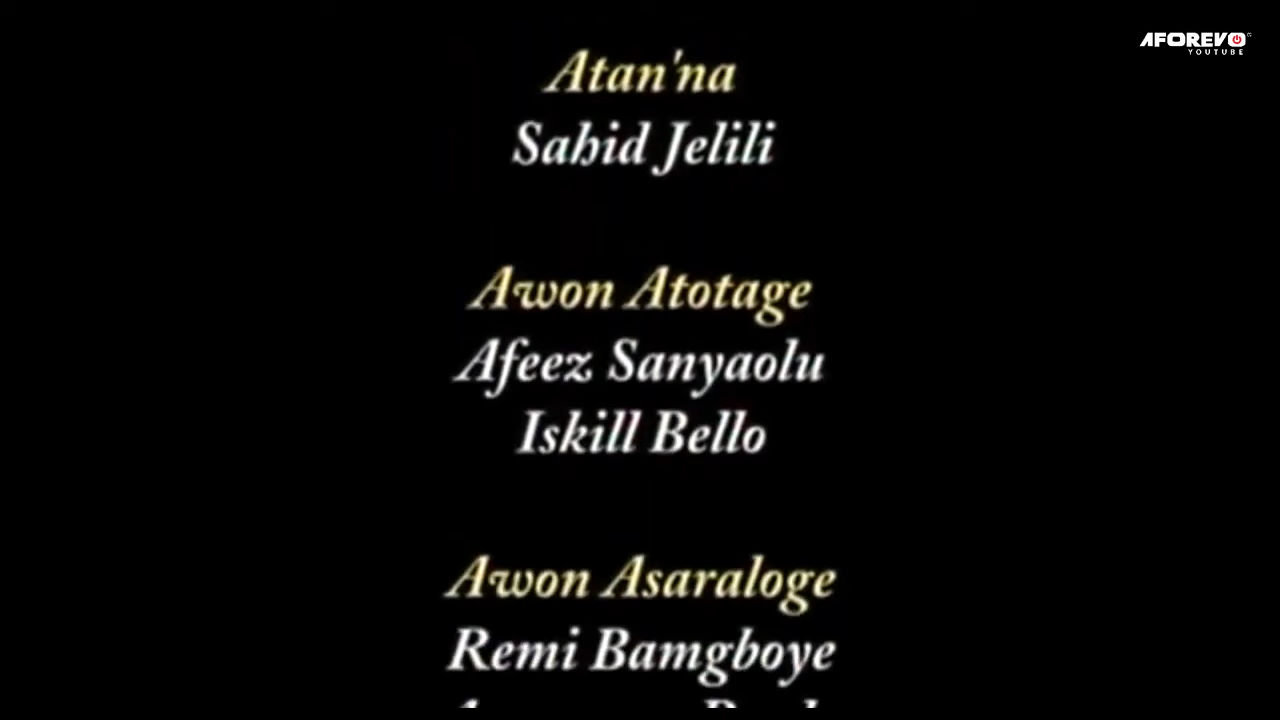 AFOREVO
YOUTUBE
Atan'na
Sahid Jelili
Awon Atotage
Afeez Sanyaolu
Iskill Bello
Awon Asaraloge
Remi Bamgboye